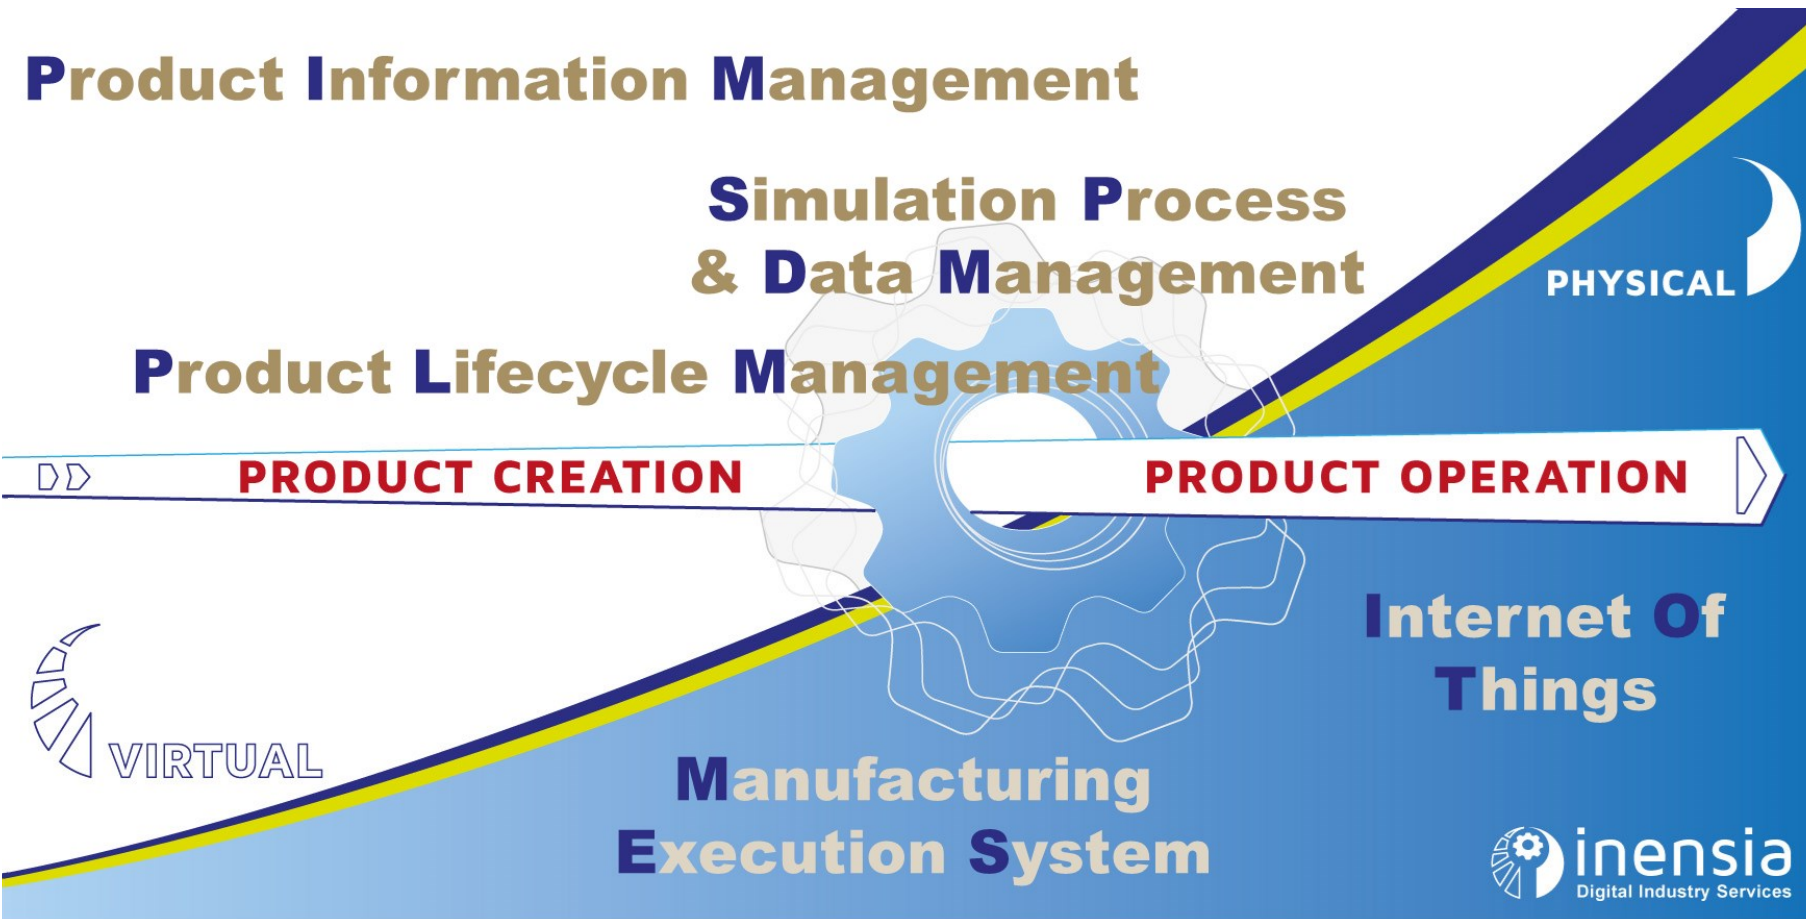 Product Information Management
Simulation Process
& Data Management
PHYSICAL
Product Lifecycle Management
PRODUCT CREATION
PRODUCT OPERATION
Internet Of
Things
VIRTUAL
Manufacturing
Execution System
inensia
Digital Industry Services